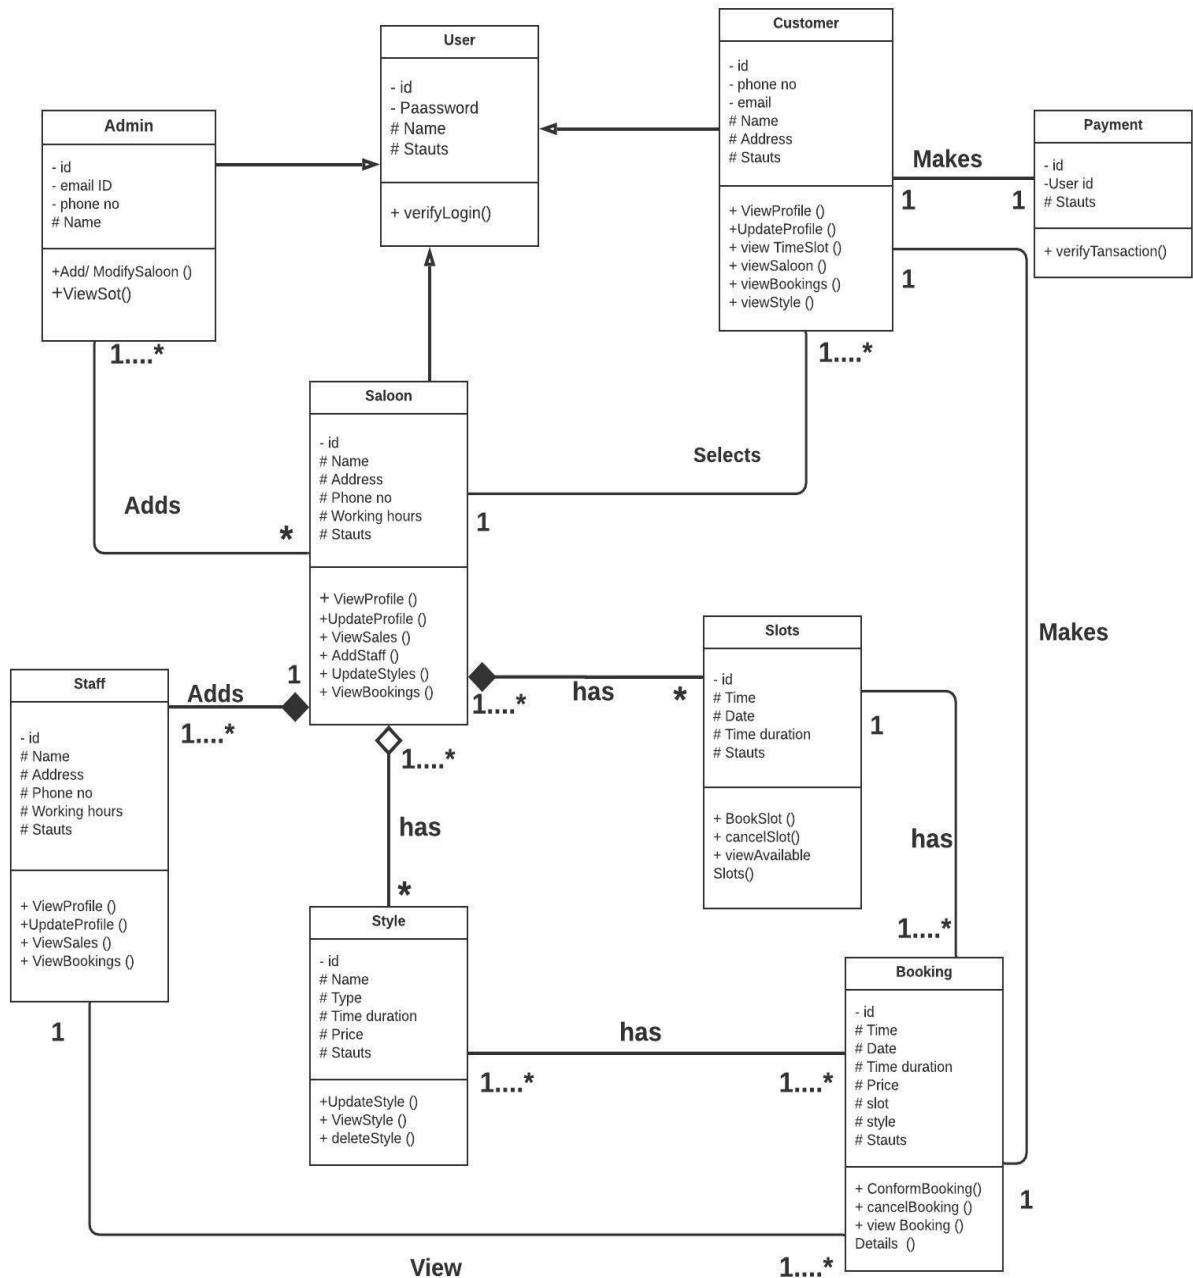 User
- id
- Paassword
# Name
# Stauts
+ verifyLogin()
Customer
- id
- phone no
- email
# Name
# Address
# Stauts
+ ViewProfile ()
+UpdateProfile ()
+ view TimeSlot ()
+ viewSaloon ()
+ viewBookings ()
+ viewStyle ()
Admin
- id
- email ID
- phone no
# Name
+Add/ ModifySaloon ()
+ViewSot()
Payment
- id
-User id
# Stauts
+ verifyTansaction()
Makes
1
1
1
1....*
1....*
Saloon
- id
# Name
# Address
# Phone no
# Working hours
# Stauts
+ ViewProfile ()
+UpdateProfile ()
+ ViewSales ()
+ AddStaff ()
+ UpdateStyles ()
+ ViewBookings ()
Selects
1
Adds
*
Makes
Staff
- id
# Name
# Address
# Phone no
# Working hours
# Stauts
+ ViewProfile ()
+UpdateProfile ()
+ ViewSales ()
+ ViewBookings ()
Adds
1
1....*
has
1....*
*
Slots
- id
# Time
# Date
# Time duration
# Stauts
+ BookSlot ()
+ cancelSlot()
+ viewAvailable
Slots()
1
has
1....*
1....*
has
*
Style
- id
# Name
# Type
# Time duration
# Price
# Stauts
+UpdateStyle ()
+ ViewStyle ()
+ deleteStyle ()
has
1....*
1....*
Booking
- id
# Time
# Date
# Time duration
# Price
# slot
# style
# Stauts
+ ConformBooking()
+ cancelBooking ()
+ view Booking ()
Details ()
1
1
View
1....*